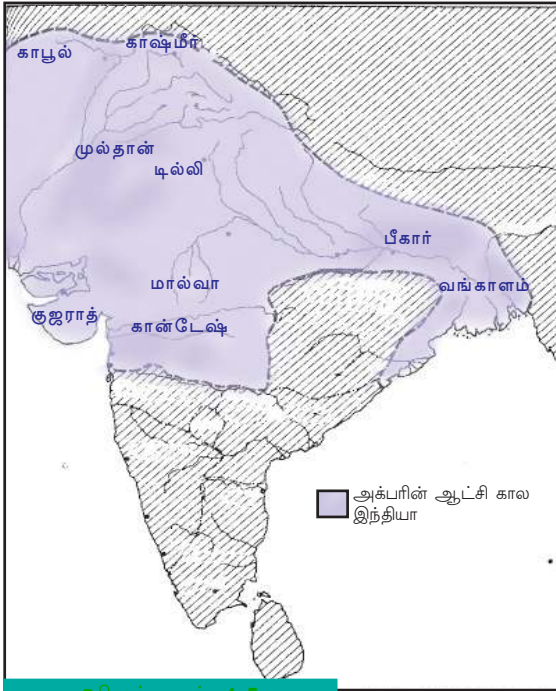 காஷ்மீர்
காபூல்
முல்தான்
டில்லி
பீகார்
மால்வா
வங்காளம்
குஜராத்
கான்டேஷ்
அக்பரின் ஆட்சி கால
இந்தியா